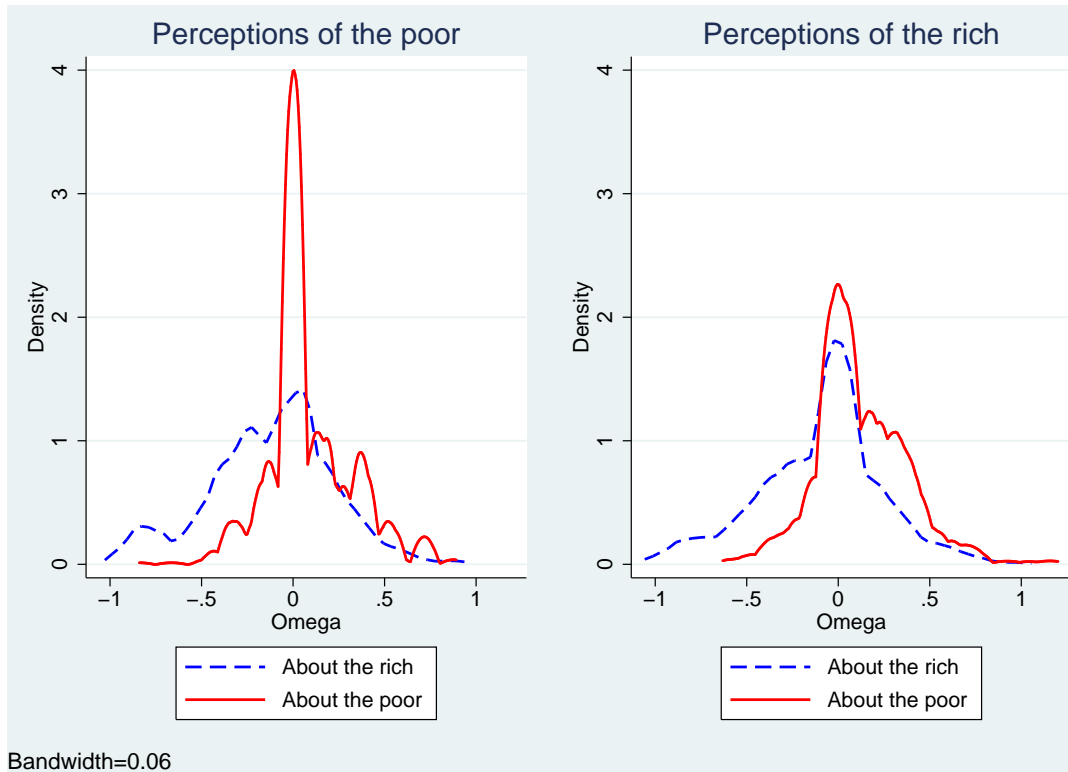 Perceptions of the poor
4
3
2
1
0
Density
−1 −.5 0 .5 1
Omega
About the rich
About the poor
Perceptions of the rich
4
3
2
1
0
Density
−1 −.5 0 .5 1
Omega
About the rich
About the poor
Bandwidth=0.06